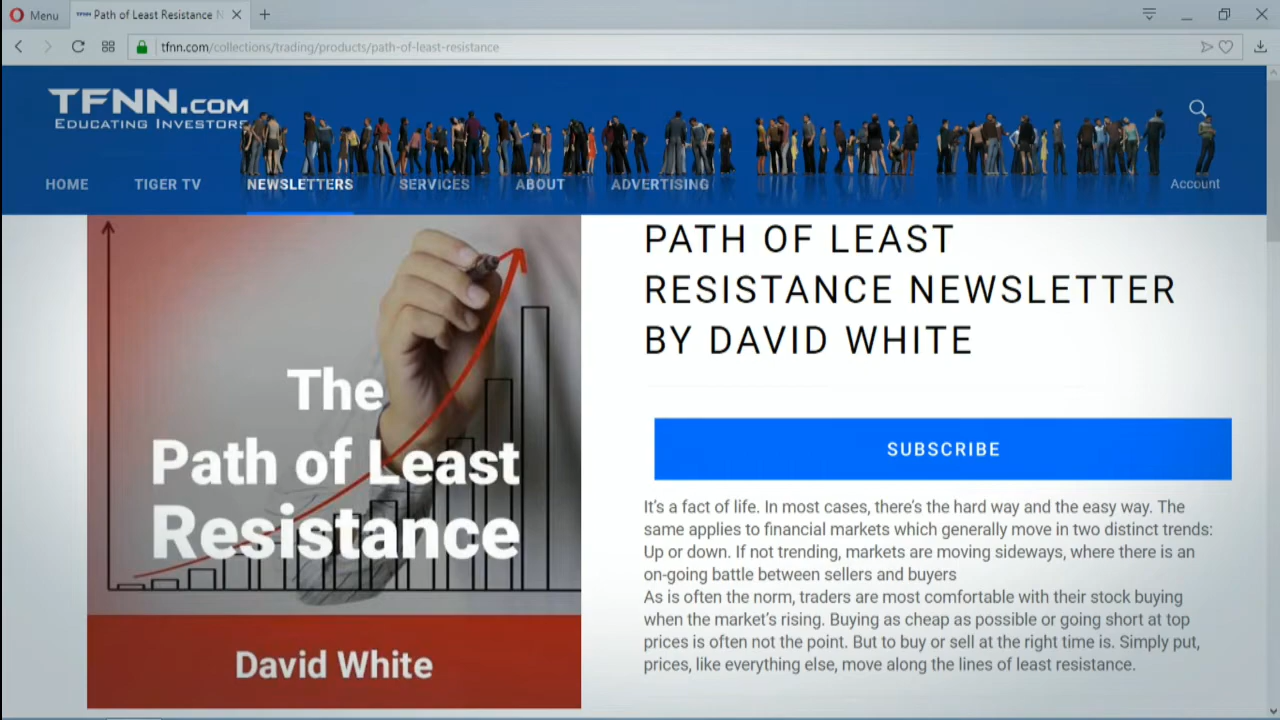 Menu
TFNN Path of Least Resistance N
tfnn.com/collections/trading/products/path-of-least-resistance
TFNN.COM
EDUCATING INVESTORS
HOME TIGER TV NEWSLETTERS SERVICES ABOUT ADVERTISING Account
The
Path of Least
Resistance
David White
PATH OF LEAST
RESISTANCE NEWSLETTER
BY DAVID WHITE
SUBSCRIBE
It's a fact of life. In most cases, there's the hard way and the easy way. The
same applies to financial markets which generally move in two distinct trends:
Up or down. If not trending, markets are moving sideways, where there is an
on-going battle between sellers and buyers
As is often the norm, traders are most comfortable with their stock buying
when the market's rising. Buying as cheap as possible or going short at top
prices is often not the point. But to buy or sell at the right time is. Simply put,
prices, like everything else, move along the lines of least resistance.